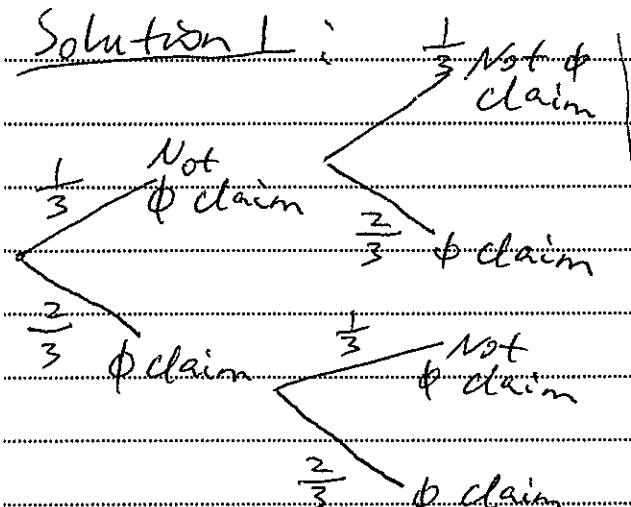 Solution 1 :
1/3 Not φ
claim
1/3 Not
φ claim
2/3 φ claim
2/3 φ claim
1/3 Not
φ claim
2/3 φ claim